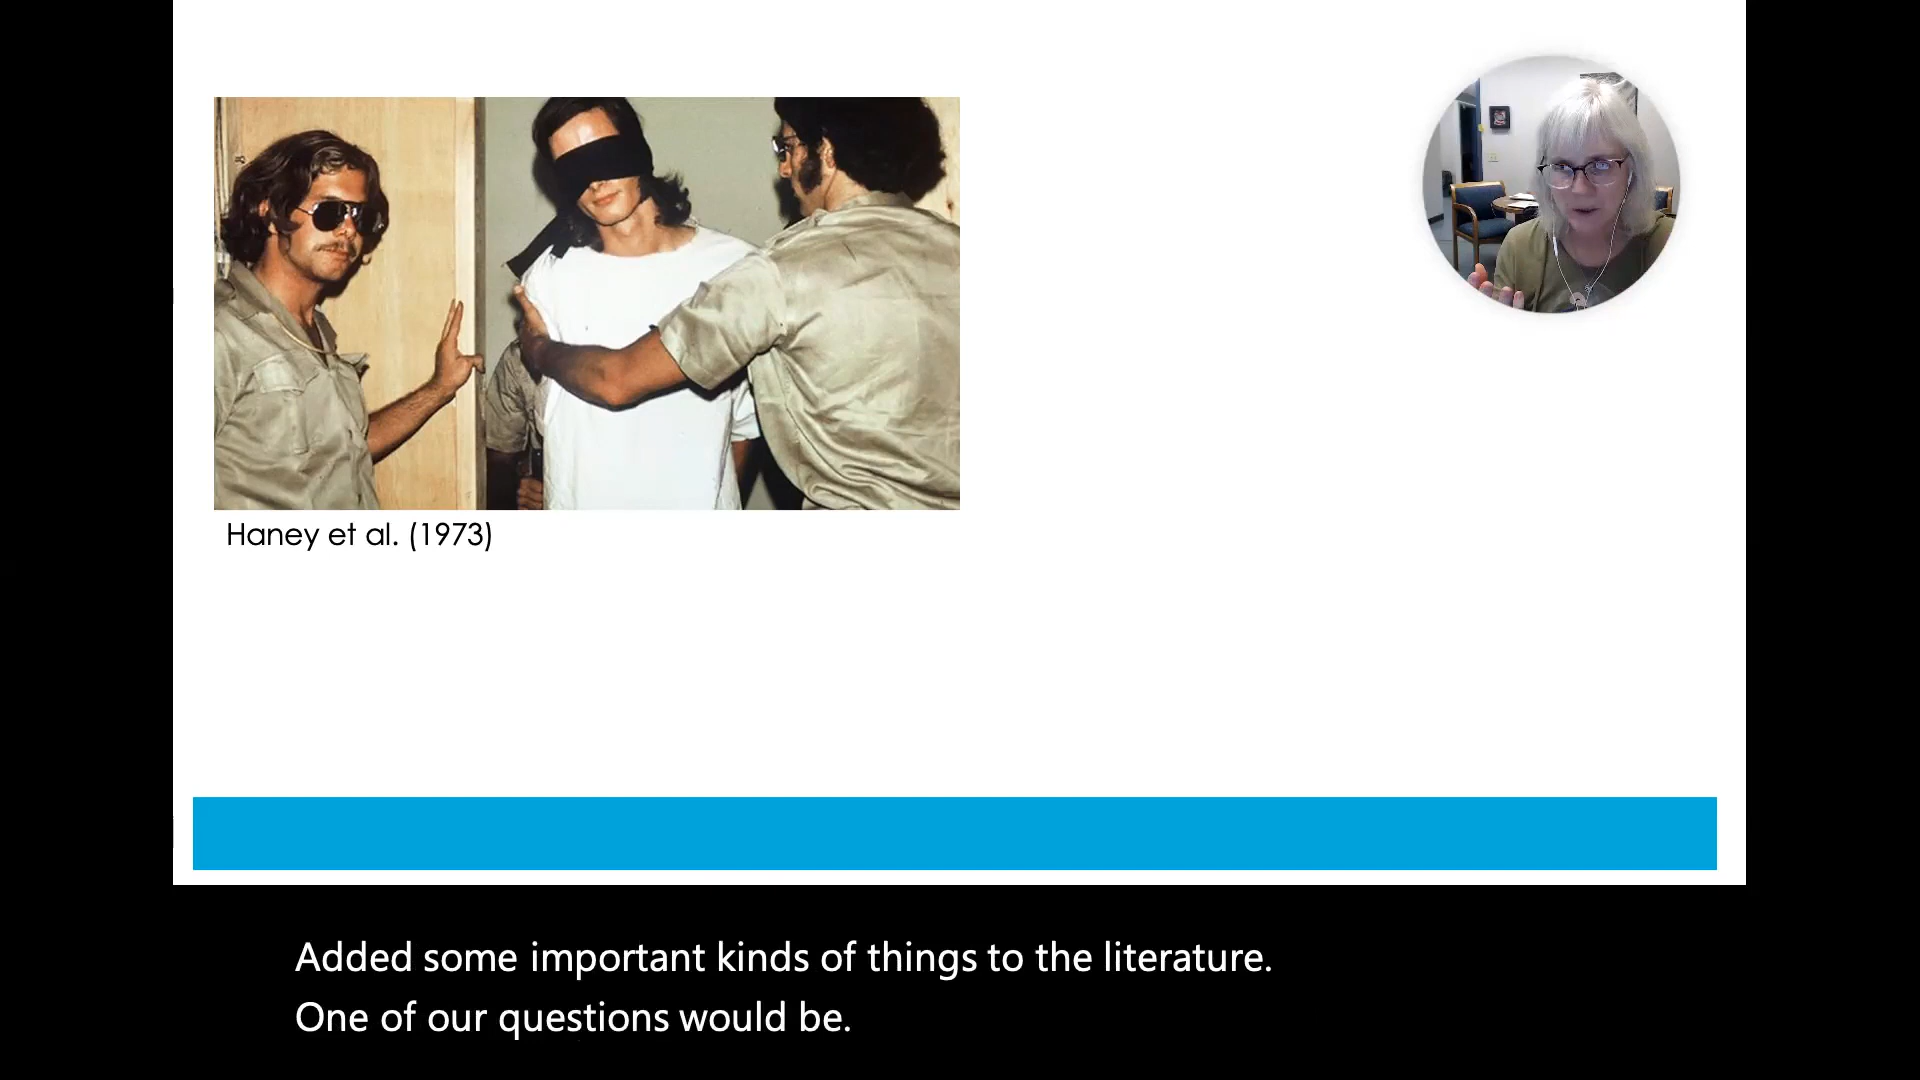 Haney et al. (1973)
Added some important kinds of things to the literature.
One of our questions would be.